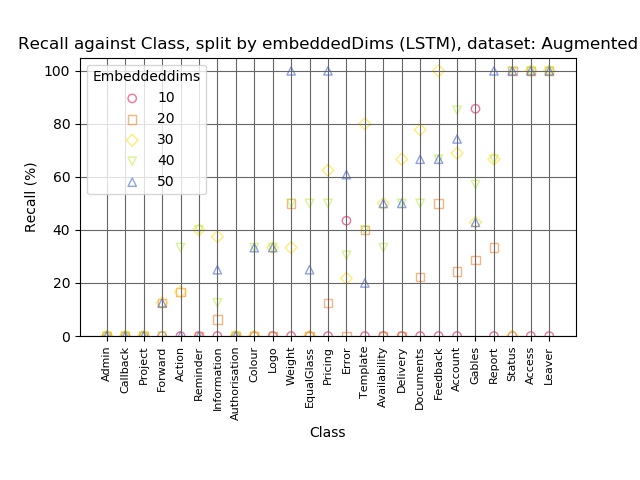 Recall against Class, split by embeddedDims (LSTM), dataset: Augmented
Embeddeddims
10
20
30
40
50
Recall (%)
100
80
60
40
20
0
Admin
Callback
Project
Forward
Action
Reminder
Information
Authorisation
Colour
Logo
Weight
EqualGlass
Pricing
Error
Template
Availability
Delivery
Documents
Feedback
Account
Gables
Report
Status
Access
Leaver
Class